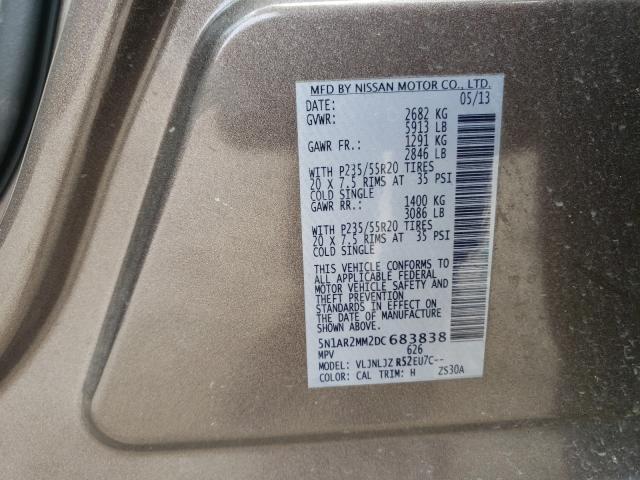 MFD BY NISSAN MOTOR CO., LTD.
DATE: 05/13
GVWR: 2682 KG
5913 LB
GAWR FR.: 1291 KG
2846 LB
WITH P235/55R20 TIRES
20 X 7.5 RIMS AT 35 PSI
COLD SINGLE
GAWR RR.: 1400 KG
3086 LB
WITH P235/55R20 TIRES
20 X 7.5 RIMS AT 35 PSI
COLD SINGLE
THIS VEHICLE CONFORMS TO
ALL APPLICABLE FEDERAL
MOTOR VEHICLE SAFETY AND
THEFT PREVENTION
STANDARDS IN EFFECT ON
THE DATE OF MANUFACTURE
SHOWN ABOVE.
5N1AR2MM2DC683838
MPV 626
MODEL: VLJNLJZ R52EU7C--
COLOR: CAL TRIM: H ZS30A